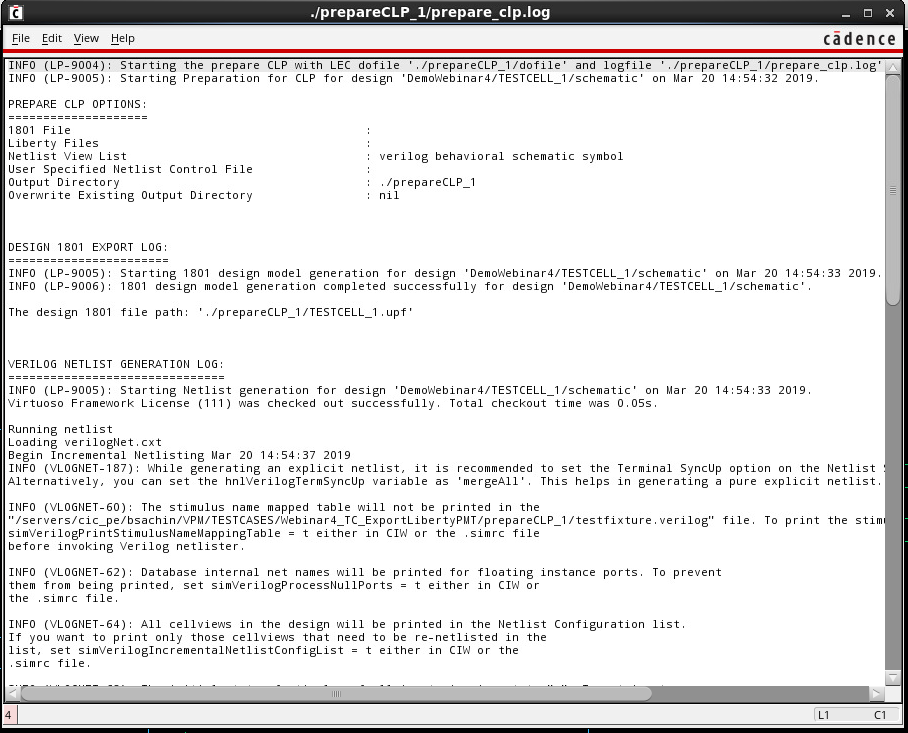 ./prepareCLP_1/prepare_clp.log
File Edit View Help
cādence
INFO (LP-9004): Starting the prepare CLP with LEC dofile './prepareCLP_1/dofile' and logfile './prepareCLP_1/prepare_clp.log'
INFO (LP-9005): Starting Preparation for CLP for design 'DemoWebinar4/TESTCELL_1/schematic' on Mar 20 14:54:32 2019.
PREPARE CLP OPTIONS:
====================
1801 File :
Liberty Files :
Netlist View List : verilog behavioral schematic symbol
User Specified Netlist Control File :
Output Directory : ./prepareCLP_1
Overwrite Existing Output Directory : nil
DESIGN 1801 EXPORT LOG:
=======================
INFO (LP-9005): Starting 1801 design model generation for design 'DemoWebinar4/TESTCELL_1/schematic' on Mar 20 14:54:33 2019.
INFO (LP-9006): 1801 design model generation completed successfully for design 'DemoWebinar4/TESTCELL_1/schematic'.
The design 1801 file path: './prepareCLP_1/TESTCELL_1.upf'
VERILOG NETLIST GENERATION LOG:
===============================
INFO (LP-9005): Starting Netlist generation for design 'DemoWebinar4/TESTCELL_1/schematic' on Mar 20 14:54:33 2019.
Virtuoso Framework License (111) was checked out successfully. Total checkout time was 0.05s.
Running netlist
Loading verilogNet.cxt
Begin Incremental Netlisting Mar 20 14:54:37 2019
INFO (VLOGNET-187): While generating an explicit netlist, it is recommended to set the Terminal SyncUp option on the Netlist
Alternatively, you can set the hnlVerilogTermSyncUp variable as 'mergeAll'. This helps in generating a pure explicit netlist.
INFO (VLOGNET-60): The stimulus name mapped table will not be printed in the
"/servers/cic_pe/bsachin/VPM/TESTCASES/Webinar4_TC_ExportLibertyPMT/prepareCLP_1/testfixture.verilog" file. To print the
simVerilogPrintStimulusNameMappingTable = t either in CIW or the .simrc file
before invoking Verilog netlister.
INFO (VLOGNET-62): Database internal net names will be printed for floating instance ports. To prevent
them from being printed, set simVerilogProcessNullPorts = t either in CIW or
the .simrc file.
INFO (VLOGNET-64): All cellviews in the design will be printed in the Netlist Configuration list.
If you want to print only those cellviews that need to be re-netlisted in the
list, set simVerilogIncrementalNetlistConfigList = t either in CIW or the
.simrc file.
4
L1 C1